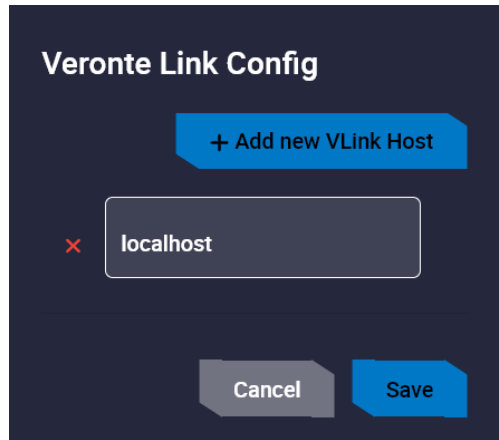 Veronte Link Config
+ Add new VLink Host
× localhost
Cancel Save